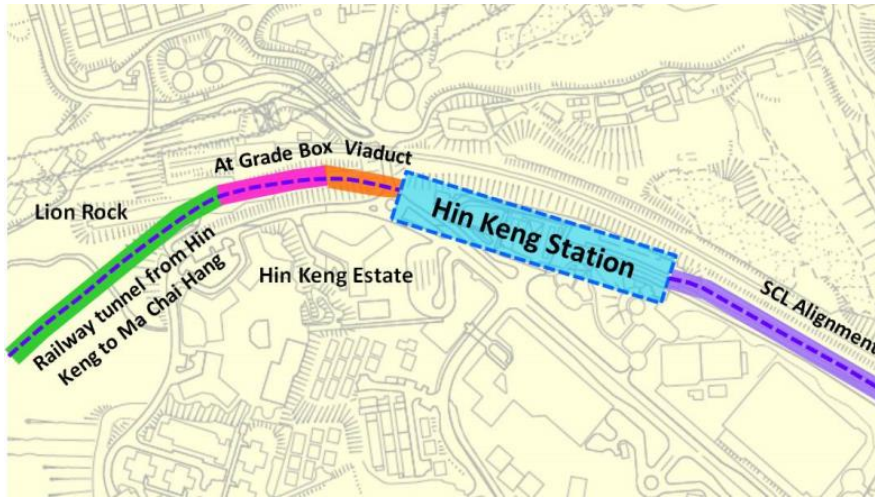 At Grade Box Viaduct
Lion Rock
Hin Keng Station
Railway tunnel from Hin
Keng to Ma Chai Hang
Hin Keng Estate
SCL Alignment